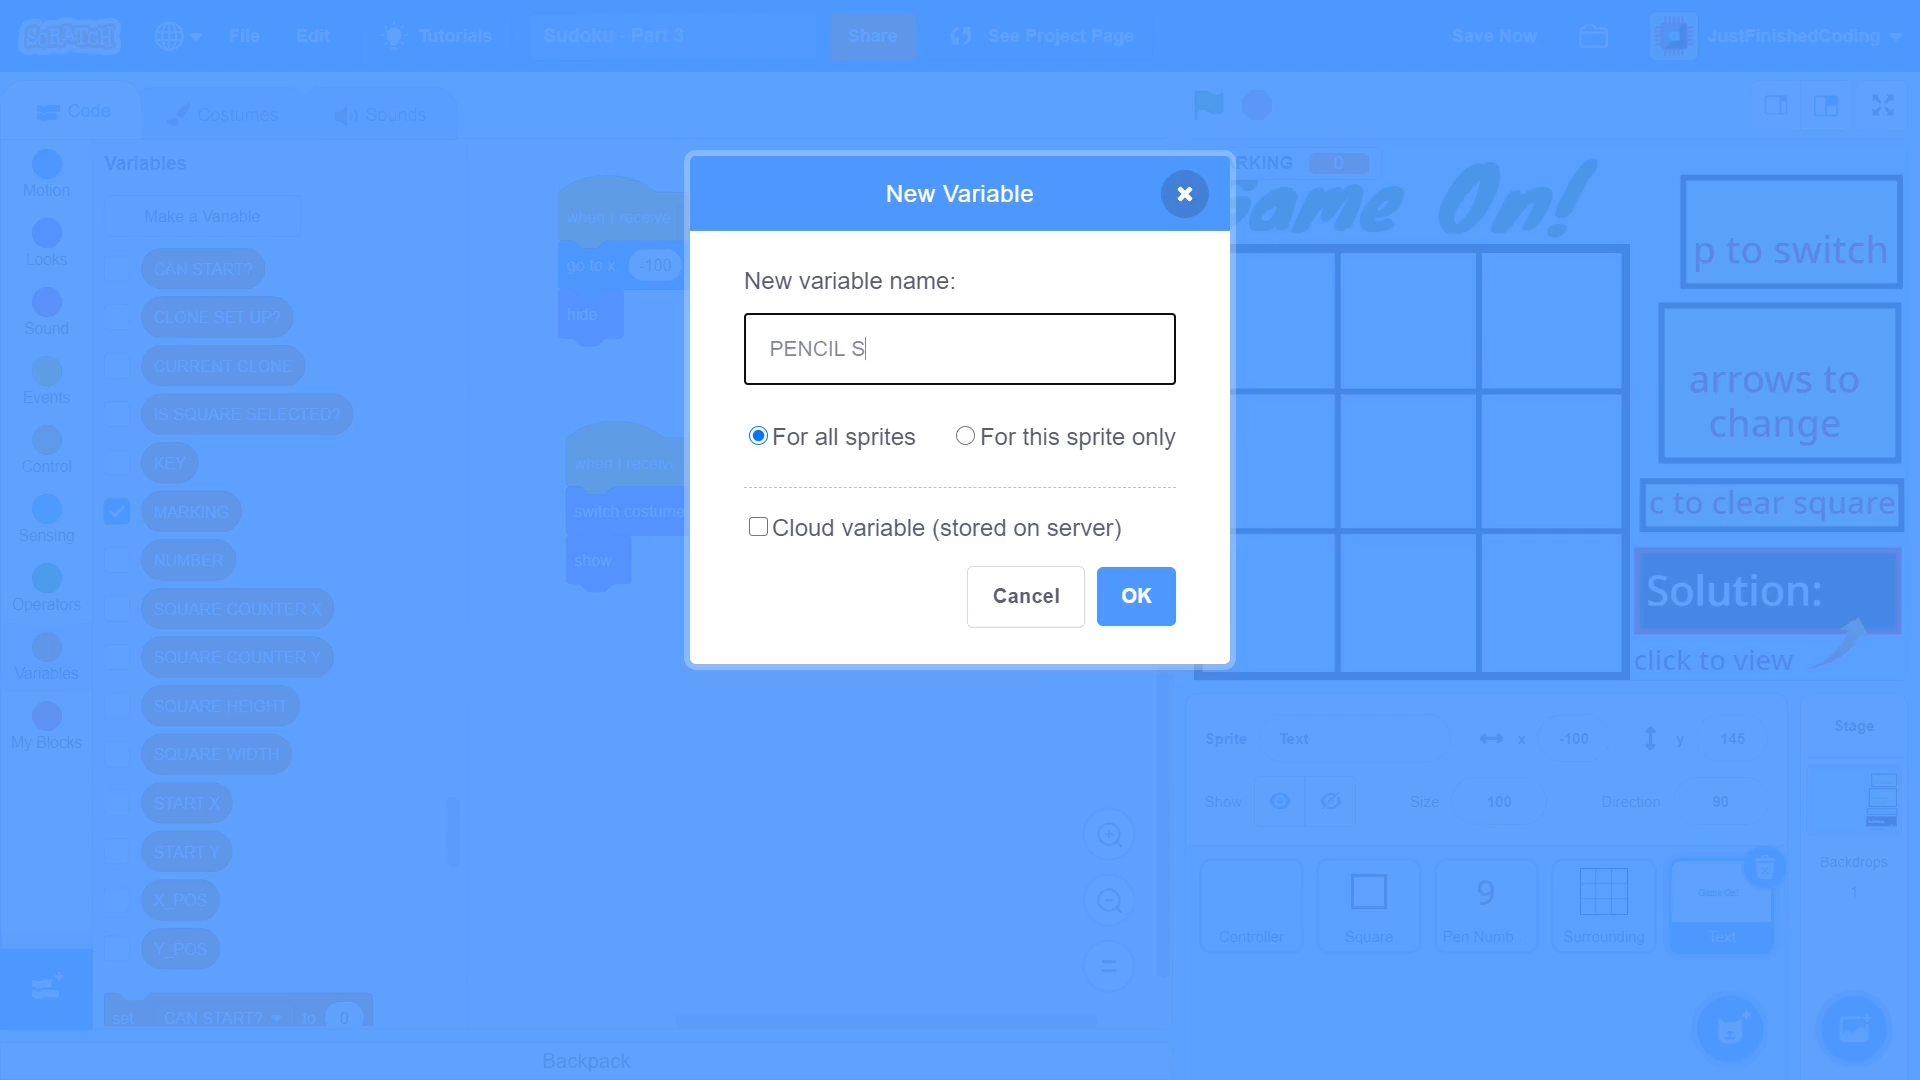 SCRATCH
File
Edit
Tutorials
Sudoku - Part 3
Share
See Project Page
Save Now
JustFinishedCoding
Code
Costumes
Sounds
Motion
Looks
Sound
Events
Control
Sensing
Operators
Variables
My Blocks
Variables
Make a Variable
CAN START?
CLONE SET UP?
CURRENT CLONE
IS SQUARE SELECTED?
KEY
MARKING
NUMBER
SQUARE COUNTER X
SQUARE COUNTER Y
SQUARE HEIGHT
SQUARE WIDTH
START X
START Y
X_POS
Y_POS
set CAN START? to 0
when I receive
go to x -100
hide
when I receive
switch costume
show
New Variable
New variable name:
PENCIL S
For all sprites
For this sprite only
Cloud variable (stored on server)
Cancel
OK
RKING 0
Game On!
p to switch
arrows to
change
c to clear square
Solution:
click to view
Sprite Text x -100 y 145
Show Size 100 Direction 90
Controller
Square
9
Pen Numb...
Surrounding
Game On!
Text
Stage
Backdrops
1
Backpack